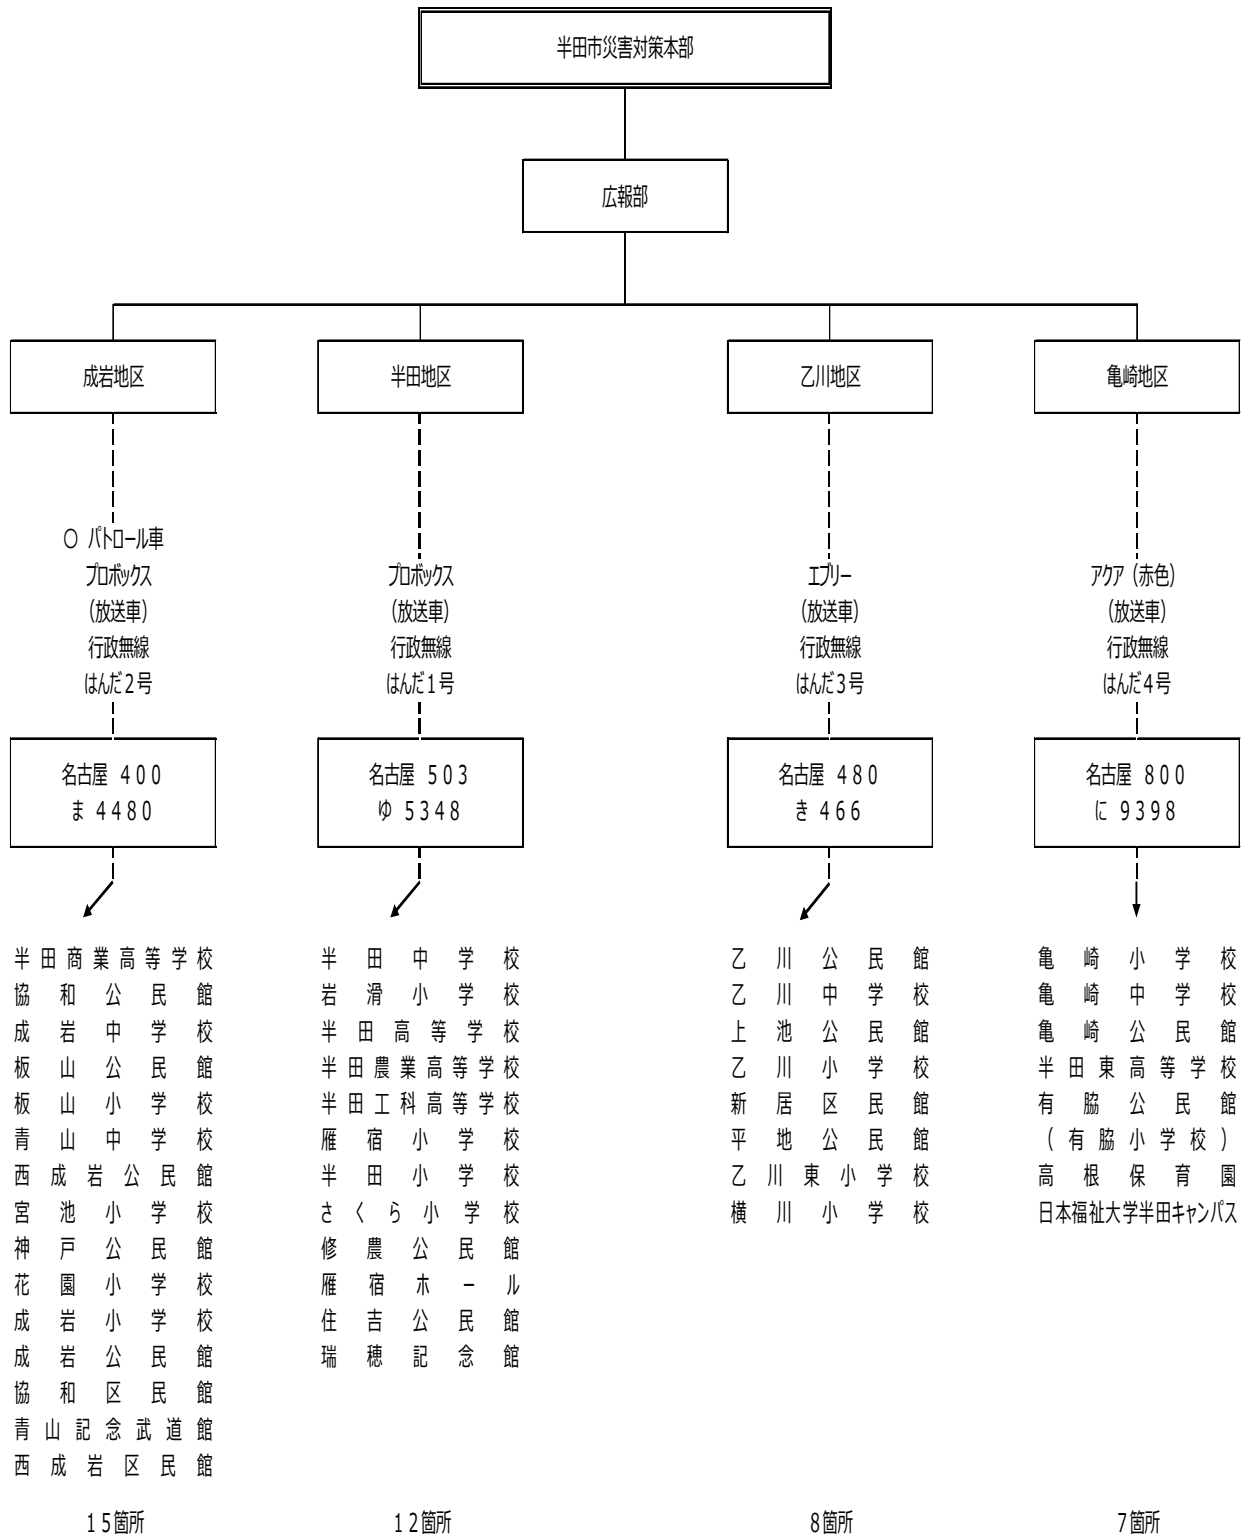 半田市災害対策本部
広報部
成岩地区
半田地区
乙川地区
亀崎地区
○ パトロール車
プロボックス
(放送車)
行政無線
はんだ2号
プロボックス
(放送車)
行政無線
はんだ1号
エブリー
(放送車)
行政無線
はんだ3号
アクア (赤色)
(放送車)
行政無線
はんだ4号
名古屋 400
ま 4480
名古屋 503
ゆ 5348
名古屋 480
き 466
名古屋 800
に 9398
半田商業高等学校
協和公民館
成岩中学校
板山公民館
板山小学校
青山中学校
西成岩公民館
宮池小学校
神戸公民館
花園小学校
成岩小学校
成岩公民館
協和区民館
青山記念武道館
西成岩区民館
15箇所
半田中学校
岩滑小学校
半田高等学校
半田農業高等学校
半田工科高等学校
雁宿小学校
半田小学校
さくら小学校
修農公民館
雁宿ホール
住吉公民館
瑞穂記念館
12箇所
乙川公民館
乙川中学校
上池公民館
乙川小学校
新居区民館
平地公民館
乙川東小学校
横川小学校
8箇所
亀崎小学校
亀崎中学校
亀崎公民館
半田東高等学校
有脇公民館
(有脇小学校)
高根保育園
日本福祉大学半田キャンパス
7箇所